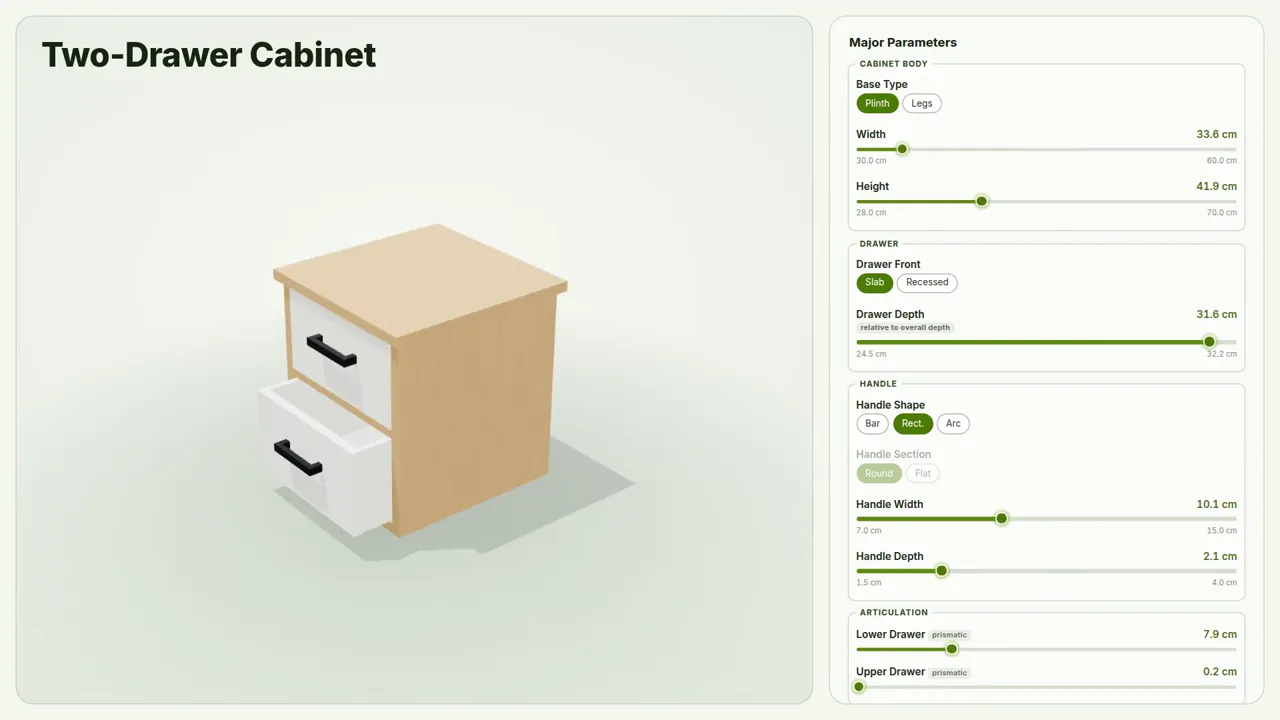 Two-Drawer Cabinet
Major Parameters
CABINET BODY
Base Type
Plinth Legs
Width 33.6 cm
30.0 cm 60.0 cm
Height 41.9 cm
28.0 cm 70.0 cm
DRAWER
Drawer Front
Slab Recessed
Drawer Depth 31.6 cm
relative to overall depth
24.5 cm 32.2 cm
HANDLE
Handle Shape
Bar Rect. Arc
Handle Section
Round Flat
Handle Width 10.1 cm
7.0 cm 15.0 cm
Handle Depth 2.1 cm
1.5 cm 4.0 cm
ARTICULATION
Lower Drawer prismatic 7.9 cm
Upper Drawer prismatic 0.2 cm